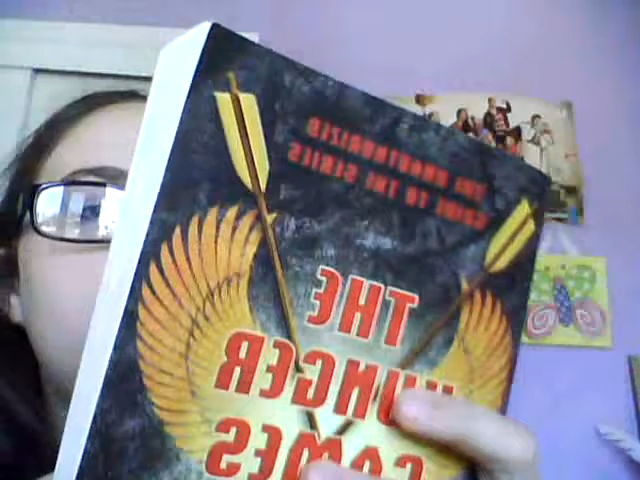 THE UNAUTHORIZED
GUIDE TO THE SERIES
THE
HUNGER
GAMES